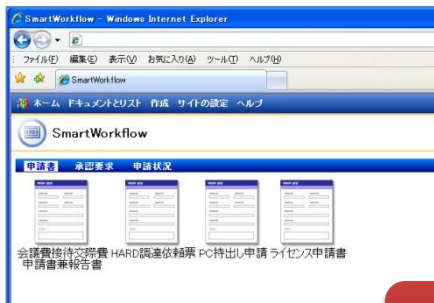 SmartWorkflow - Windows Internet Explorer
ファイル(F) 編集(E) 表示(V) お気に入り(A) ツール(T) ヘルプ(H)
SmartWorkflow
ホーム ドキュメントとリスト 作成 サイトの設定 ヘルプ
SmartWorkflow
申請書 承認要求 申請状況
会議費接待交際費 HARD調達依頼票 PC持出し申請 ライセンス申請書
申請書兼報告書